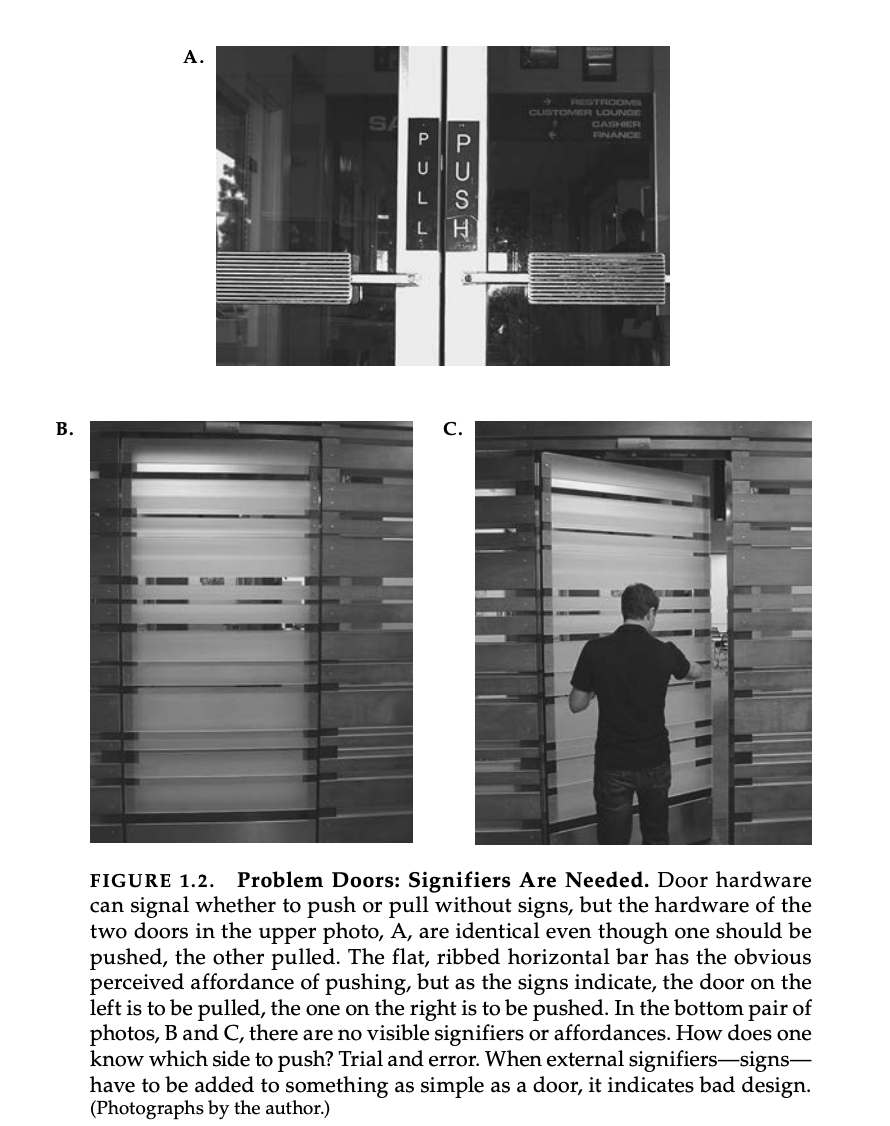 A.
PULL
PUSH
SA
→ RESTROOMS
CUSTOMER LOUNGE
↑ CASHIER
← FINANCE
B.
C.
FIGURE 1.2. Problem Doors: Signifiers Are Needed. Door hardware
can signal whether to push or pull without signs, but the hardware of the
two doors in the upper photo, A, are identical even though one should be
pushed, the other pulled. The flat, ribbed horizontal bar has the obvious
perceived affordance of pushing, but as the signs indicate, the door on the
left is to be pulled, the one on the right is to be pushed. In the bottom pair of
photos, B and C, there are no visible signifiers or affordances. How does one
know which side to push? Trial and error. When external signifiers—signs—
have to be added to something as simple as a door, it indicates bad design.
(Photographs by the author.)